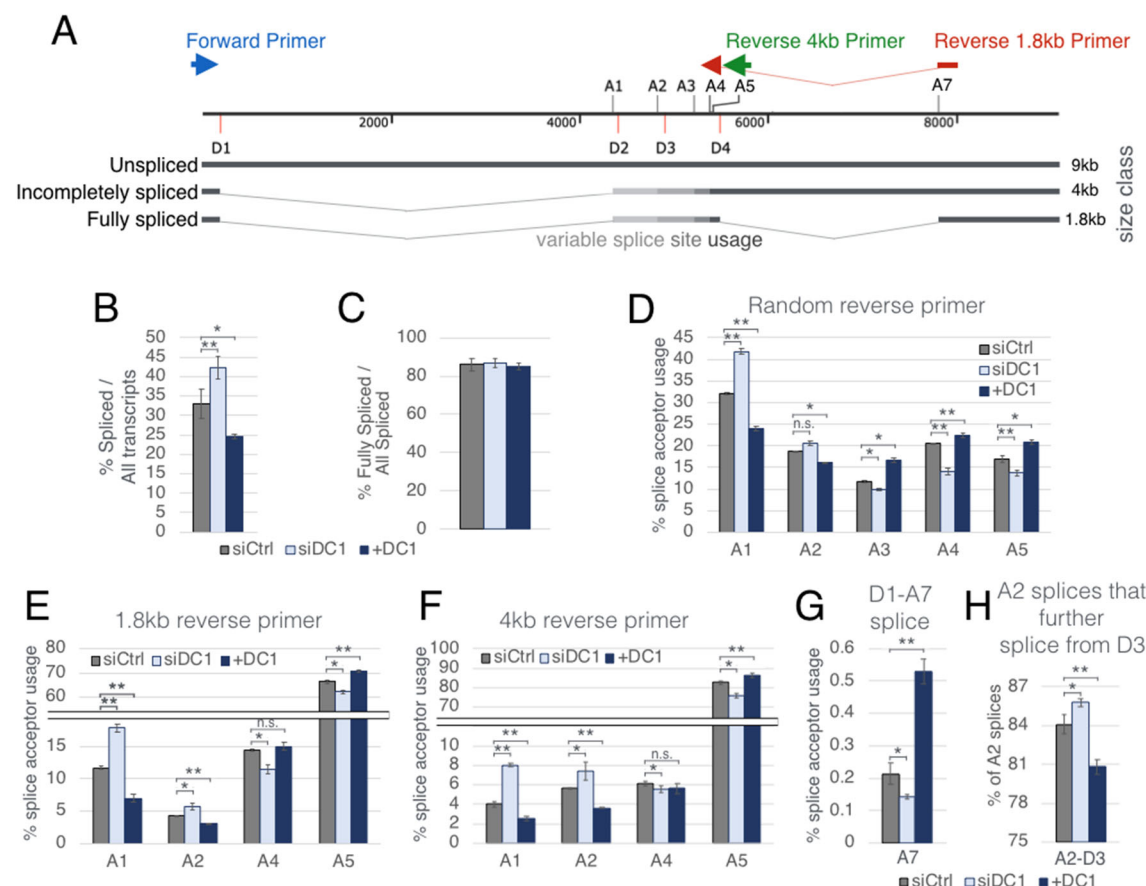 A
Forward Primer
Reverse 4kb Primer
Reverse 1.8kb Primer
A1 A2 A3 A4 A5 A7
2000 4000 6000 8000
D1 D2 D3 D4
Unspliced 9kb
Incompletely spliced 4kb
Fully spliced 1.8kb
variable splice site usage
size class
B
% Spliced /
All transcripts
50
45
40
35
30
25
20
15
10
5
0
*
**
C
% Fully Spliced /
All Spliced
100
80
60
40
20
0
siCtrl siDC1 +DC1
D
Random reverse primer
% splice acceptor usage
45
40
35
30
25
20
15
10
5
0
siCtrl
siDC1
+DC1
**
**
*
n.s.
*
*
**
**
*
**
A1 A2 A3 A4 A5
E
1.8kb reverse primer
siCtrl siDC1 +DC1
% splice acceptor usage
80
70
60
15
10
5
0
**
**
**
*
n.s.
*
**
*
A1 A2 A4 A5
F
4kb reverse primer
siCtrl siDC1 +DC1
% splice acceptor usage
100
90
80
70
10
8
6
4
2
0
**
**
**
*
n.s.
*
**
*
A1 A2 A4 A5
G
D1-A7
splice
% splice acceptor usage
0.6
0.5
0.4
0.3
0.2
0.1
0
**
*
A7
H
A2 splices that
further
splice from D3
% of A2 splices
87
84
81
78
75
**
*
A2-D3
siCtrl siDC1 +DC1